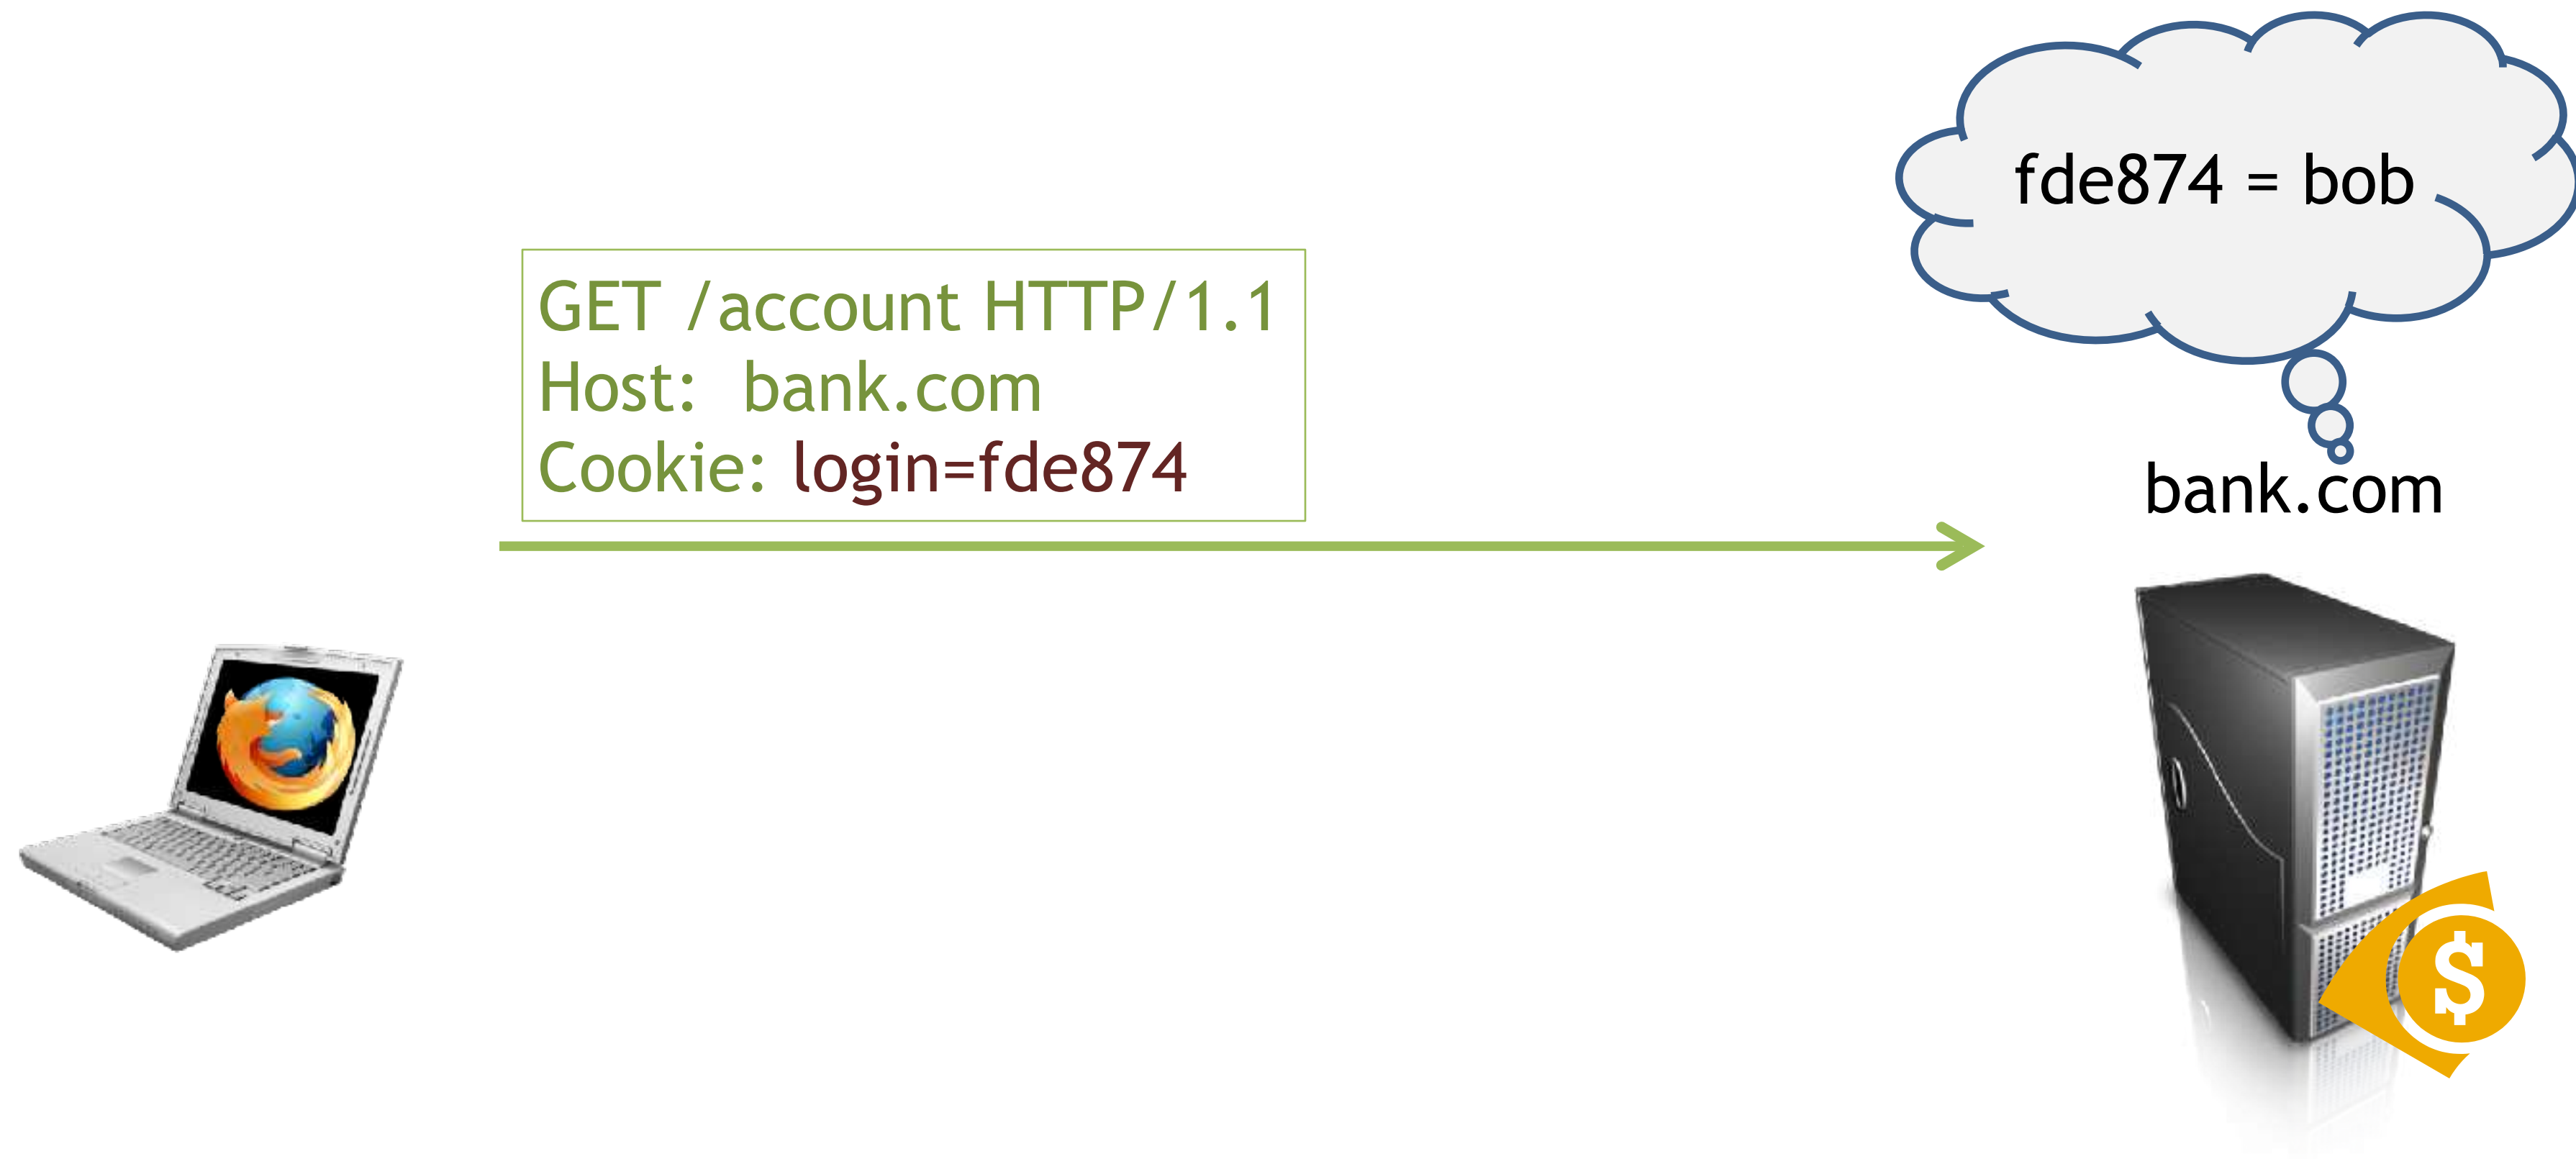 fde874 = bob
GET /account HTTP/1.1
Host: bank.com
Cookie: login=fde874
bank.com
$